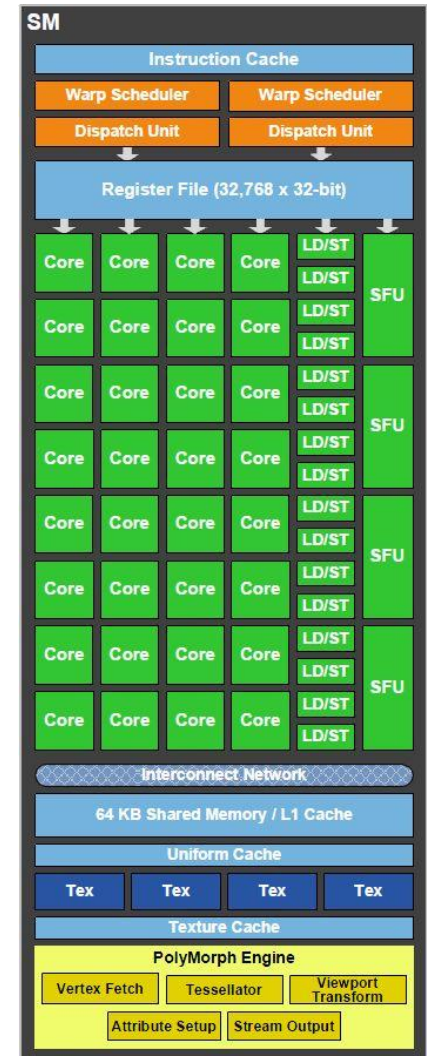 SM
Instruction Cache
Warp Scheduler Warp Scheduler
Dispatch Unit Dispatch Unit
Register File (32,768 x 32-bit)
Core Core Core Core LD/ST SFU
LD/ST
Core Core Core Core LD/ST
LD/ST
Core Core Core Core LD/ST SFU
LD/ST
Core Core Core Core LD/ST
LD/ST
Core Core Core Core LD/ST SFU
LD/ST
Core Core Core Core LD/ST
LD/ST
Core Core Core Core LD/ST SFU
LD/ST
Core Core Core Core LD/ST
LD/ST
Interconnect Network
64 KB Shared Memory / L1 Cache
Uniform Cache
Tex Tex Tex Tex
Texture Cache
PolyMorph Engine
Vertex Fetch Tessellator Viewport
Transform
Attribute Setup Stream Output